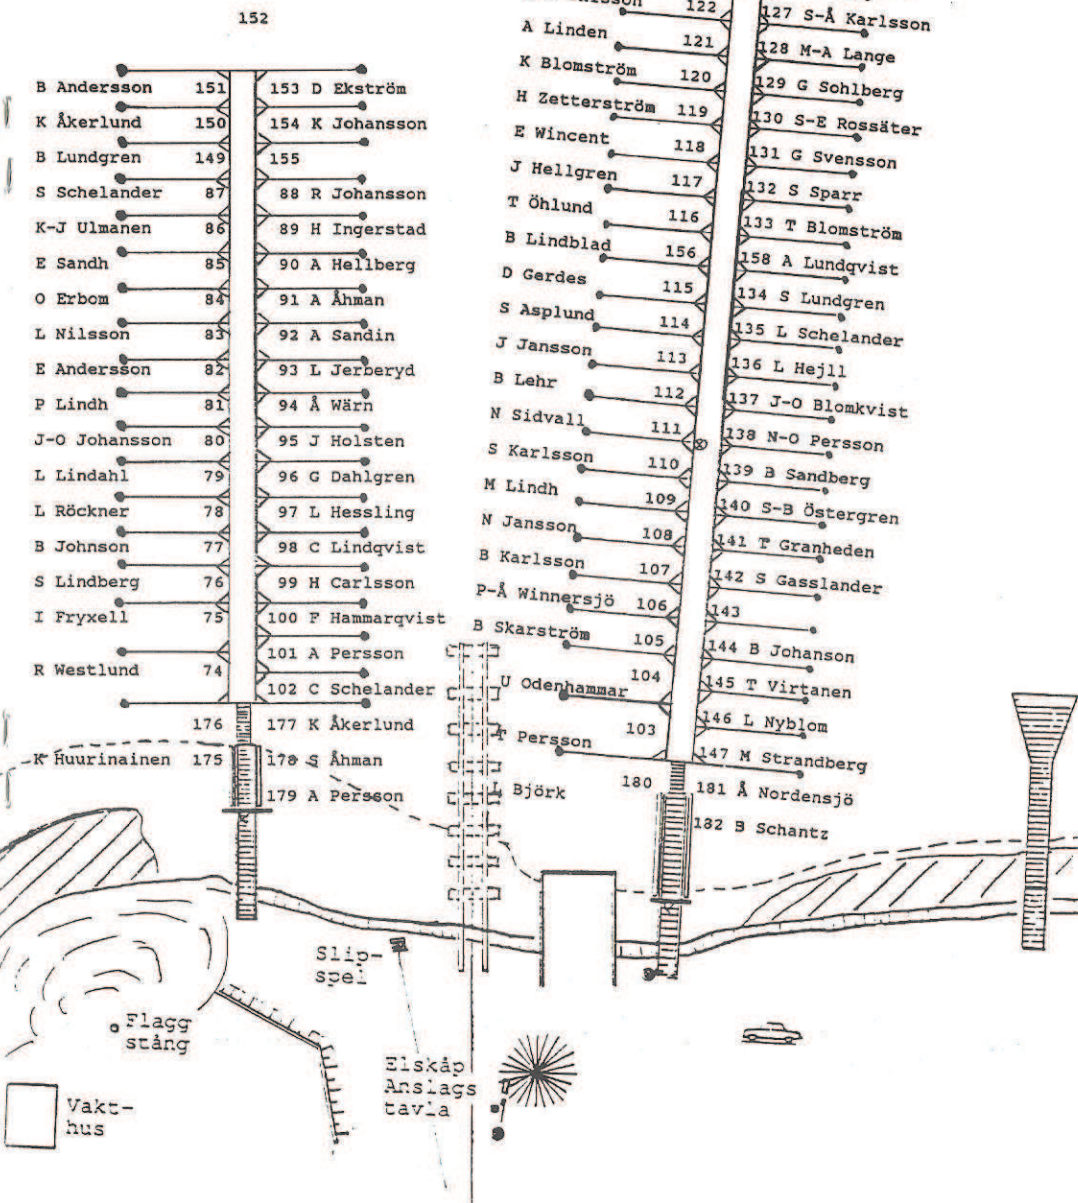 152
B Andersson 151
K Åkerlund 150
B Lundgren 149
S Schelander 87
K-J Ulmanen 86
E Sandh 85
O Erbom 84
L Nilsson 83
E Andersson 82
P Lindh 81
J-O Johansson 80
L Lindahl 79
L Röckner 78
B Johnson 77
S Lindberg 76
I Fryxell 75
R Westlund 74
176
K Huurinainen 175
153 D Ekström
154 K Johansson
155
88 R Johansson
89 H Ingerstad
90 A Hellberg
91 A Åhman
92 A Sandin
93 L Jerberyd
94 Å Wärn
95 J Holsten
96 G Dahlgren
97 L Hessling
98 C Lindqvist
99 H Carlsson
100 F Hammarqvist
101 A Persson
102 C Schelander
177 K Åkerlund
178 S Åhman
179 A Persson
122
A Linden 121
K Blomström 120
H Zetterström 119
E Wincent 118
J Hellgren 117
T Öhlund 116
B Lindblad 156
D Gerdes 115
S Asplund 114
J Jansson 113
B Lehr 112
N Sidvall 111
S Karlsson 110
M Lindh 109
N Jansson 108
B Karlsson 107
P-Å Winnersjö 106
B Skarström 105
U Odenhammar 104
T Persson 103
Björk 180
127 S-Å Karlsson
128 M-A Lange
129 G Sohlberg
130 S-E Rossäter
131 G Svensson
132 S Sparr
133 T Blomström
158 A Lundqvist
134 S Lundgren
135 L Schelander
136 L Hejll
137 J-O Blomkvist
138 N-O Persson
139 B Sandberg
140 S-B Östergren
141 T Granheden
142 S Gasslander
143
144 B Johanson
145 T Virtanen
146 L Nyblom
147 M Strandberg
181 Å Nordensjö
182 B Schantz
Slip-
spel
Flagg
stång
Elskåp
Anslags
tavla
Vakt-
hus